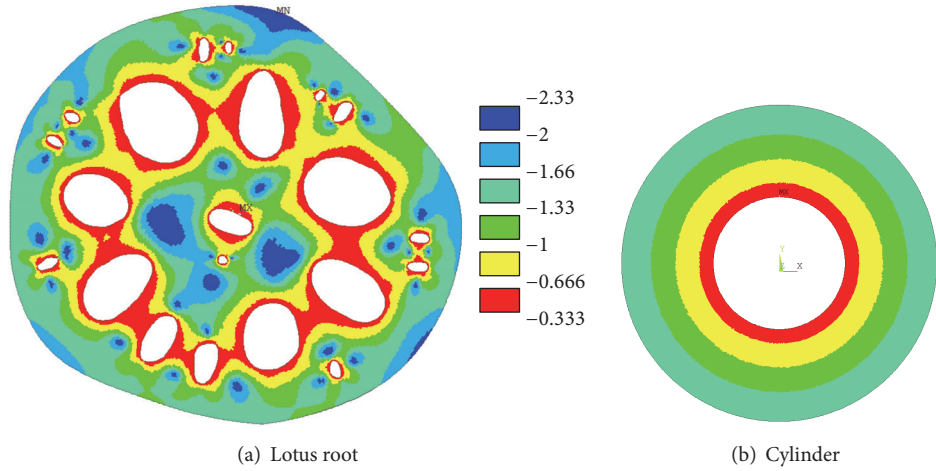 MN
MX
−2.33
−2
−1.66
−1.33
−1
−0.666
−0.333
MX
Y
Z X
(a) Lotus root
(b) Cylinder